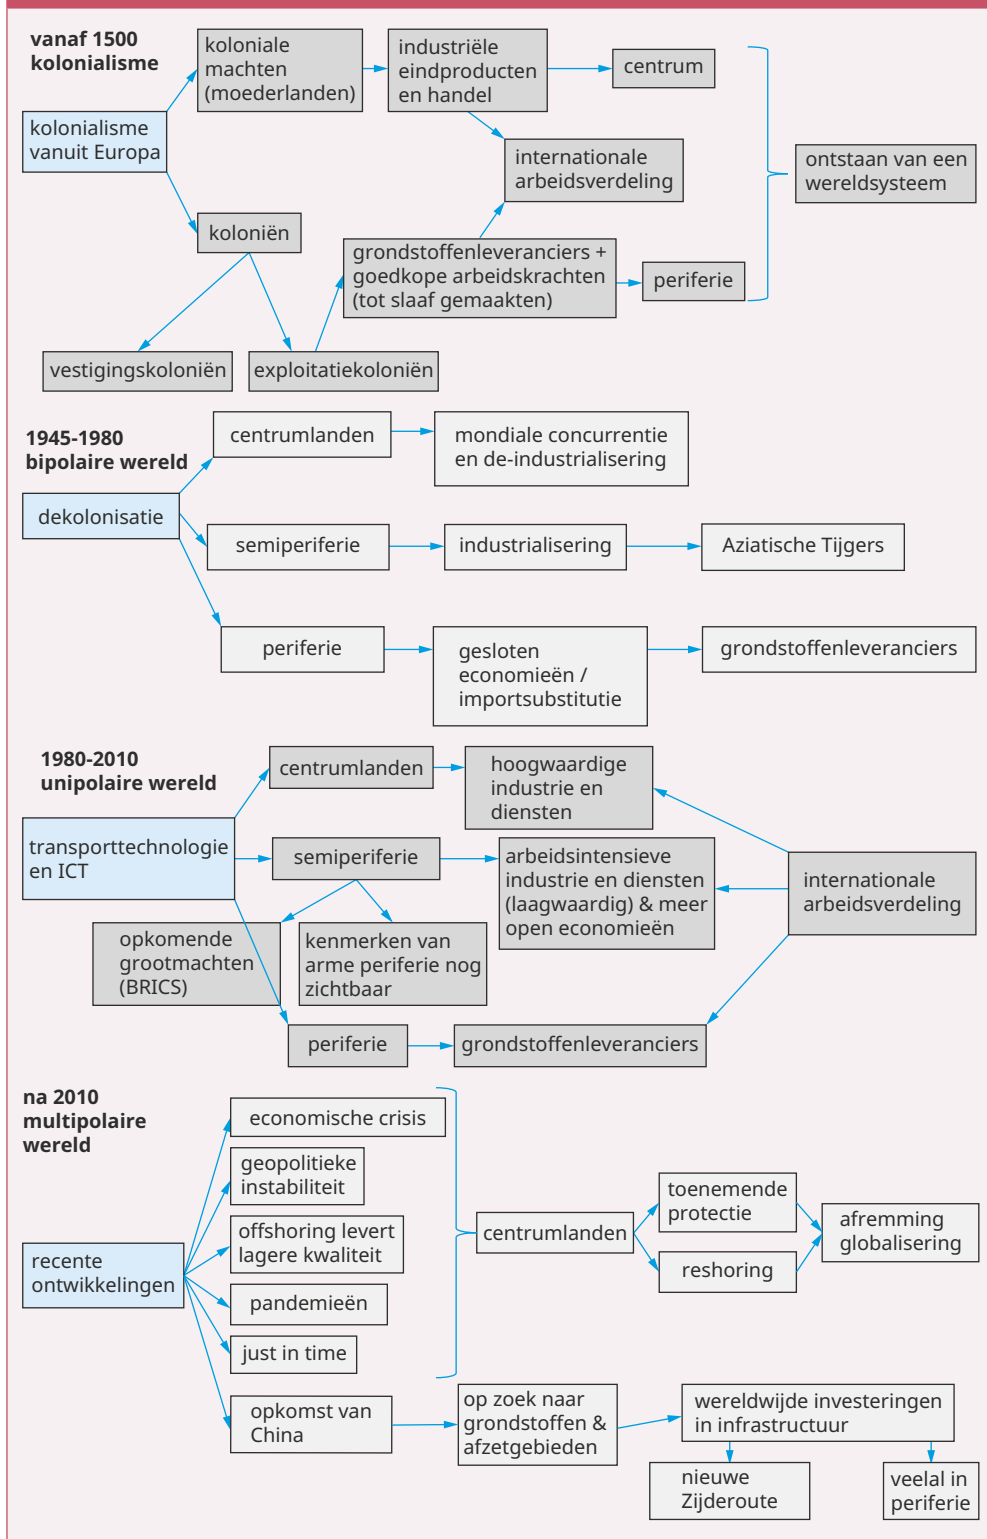 vanaf 1500
kolonialisme
kolonialisme
vanuit Europa
koloniale
machten
(moederlanden)
industriële
eindproducten
en handel
centrum
internationale
arbeidsverdeling
ontstaan van een
wereldsysteem
koloniën
grondstoffenleveranciers +
goedkope arbeidskrachten
(tot slaaf gemaakten)
periferie
vestigingskoloniën
exploitatiekoloniën
1945-1980
bipolaire wereld
dekolonisatie
centrumlanden
mondiale concurrentie
en de-industrialisering
semiperiferie
industrialisering
Aziatische Tijgers
periferie
gesloten
economieën /
importsubstitutie
grondstoffenleveranciers
1980-2010
unipolaire wereld
transporttechnologie
en ICT
centrumlanden
hoogwaardige
industrie en
diensten
semiperiferie
arbeidsintensieve
industrie en diensten
(laagwaardig) & meer
open economieën
internationale
arbeidsverdeling
opkomende
grootmachten
(BRICS)
kenmerken van
arme periferie nog
zichtbaar
periferie
grondstoffenleveranciers
na 2010
multipolaire
wereld
recente
ontwikkelingen
economische crisis
geopolitieke
instabiliteit
offshoring levert
lagere kwaliteit
pandemieën
just in time
centrumlanden
toenemende
protectie
reshoring
afremming
globalisering
opkomst van
China
op zoek naar
grondstoffen &
afzetgebieden
wereldwijde investeringen
in infrastructuur
nieuwe
Zijderoute
veelal in
periferie